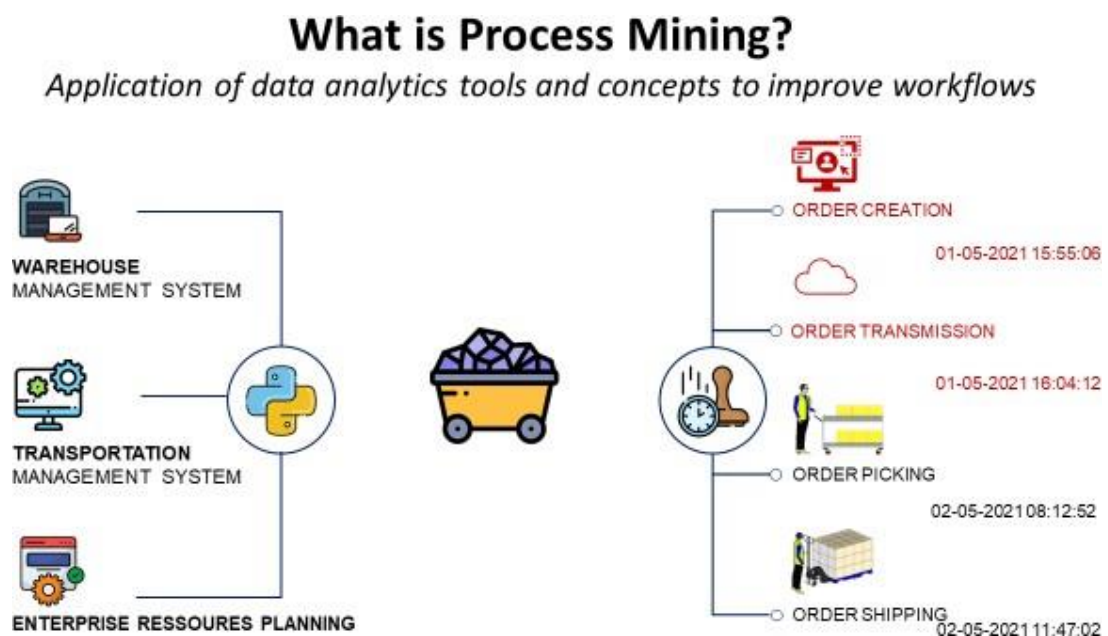 What is Process Mining?
Application of data analytics tools and concepts to improve workflows
WAREHOUSE
MANAGEMENT SYSTEM
TRANSPORTATION
MANAGEMENT SYSTEM
ENTERPRISE RESSOURES PLANNING
ORDER CREATION
01-05-2021 15:55:06
ORDER TRANSMISSION
01-05-2021 16:04:12
ORDER PICKING
02-05-2021 08:12:52
ORDER SHIPPING
02-05-2021 11:47:02